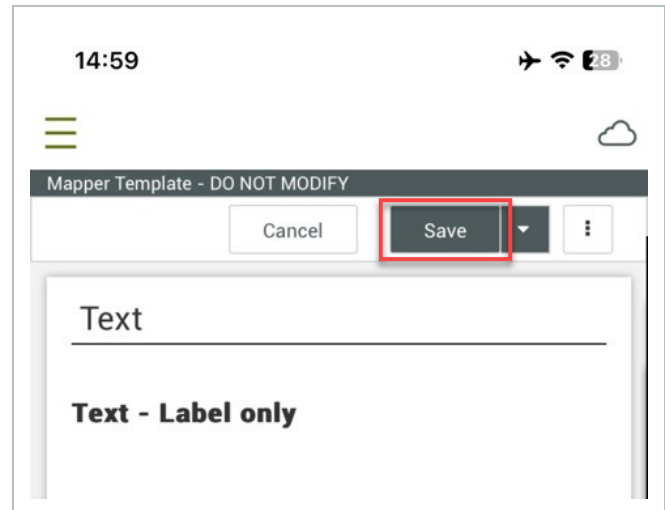 14:59 28
Mapper Template - DO NOT MODIFY
Cancel Save
Text
Text - Label only